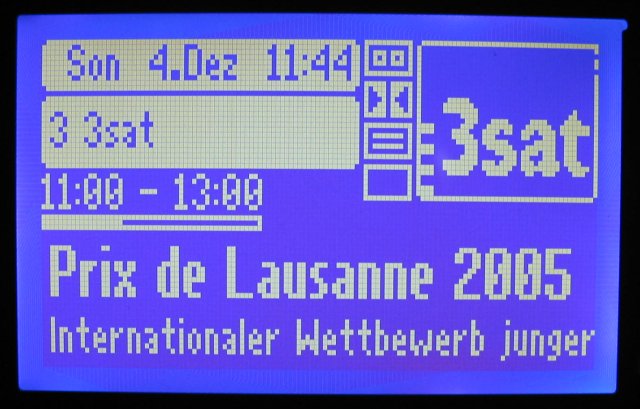 Son 4.Dez 11:44
3 3sat
3sat
11:00 - 13:00
Prix de Lausanne 2005
Internationaler Wettbewerb junger